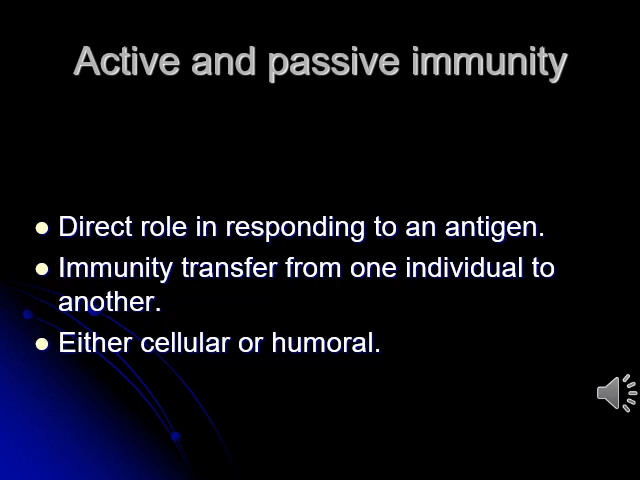 Active and passive immunity
Direct role in responding to an antigen.
Immunity transfer from one individual to
another.
Either cellular or humoral.